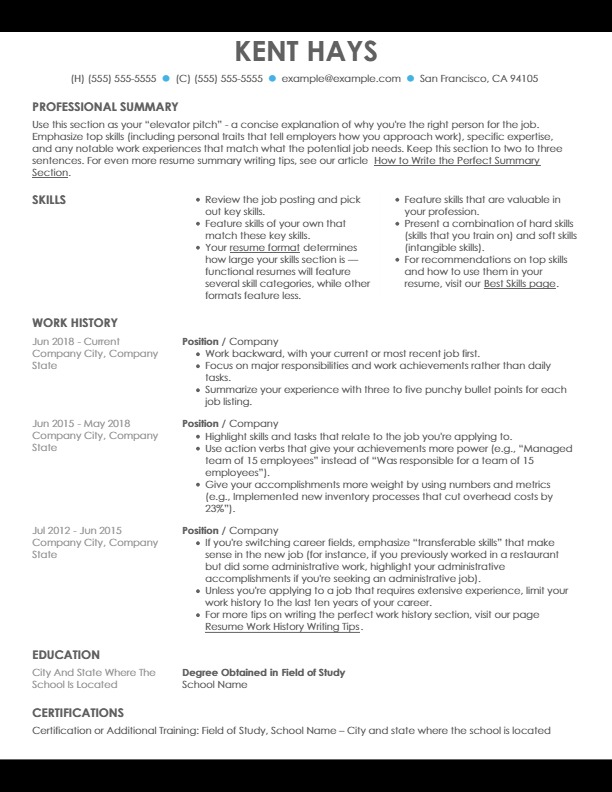 KENT HAYS
(H) (555) 555-5555 ● (C) (555) 555-5555 ● example@example.com ● San Francisco, CA 94105
PROFESSIONAL SUMMARY
Use this section as your “elevator pitch” - a concise explanation of why you're the right person for the job.
Emphasize top skills (including personal traits that tell employers how you approach work), specific expertise,
and any notable work experiences that match what the potential job needs. Keep this section to two to three
sentences. For even more resume summary writing tips, see our article How to Write the Perfect Summary
Section.
SKILLS
• Review the job posting and pick
out key skills.
• Feature skills of your own that
match these key skills.
• Your resume format determines
how large your skills section is —
functional resumes will feature
several skill categories, while other
formats feature less.
• Feature skills that are valuable in
your profession.
• Present a combination of hard skills
(skills that you train on) and soft skills
(intangible skills).
• For recommendations on top skills
and how to use them in your
resume, visit our Best Skills page.
WORK HISTORY
Jun 2018 - Current
Company City, Company
State
Position / Company
• Work backward, with your current or most recent job first.
• Focus on major responsibilities and work achievements rather than daily
tasks.
• Summarize your experience with three to five punchy bullet points for each
job listing.
Jun 2015 - May 2018
Company City, Company
State
Position / Company
• Highlight skills and tasks that relate to the job you're applying to.
• Use action verbs that give your achievements more power (e.g., “Managed
team of 15 employees” instead of “Was responsible for a team of 15
employees”).
• Give your accomplishments more weight by using numbers and metrics
(e.g., Implemented new inventory processes that cut overhead costs by
23%”).
Jul 2012 - Jun 2015
Company City, Company
State
Position / Company
• If you're switching career fields, emphasize “transferable skills” that make
sense in the new job (for instance, if you previously worked in a restaurant
but did some administrative work, highlight your administrative
accomplishments if you're seeking an administrative job).
• Unless you're applying to a job that requires extensive experience, limit your
work history to the last ten years of your career.
• For more tips on writing the perfect work history section, visit our page
Resume Work History Writing Tips.
EDUCATION
City And State Where The
School Is Located
Degree Obtained in Field of Study
School Name
CERTIFICATIONS
Certification or Additional Training: Field of Study, School Name – City and state where the school is located